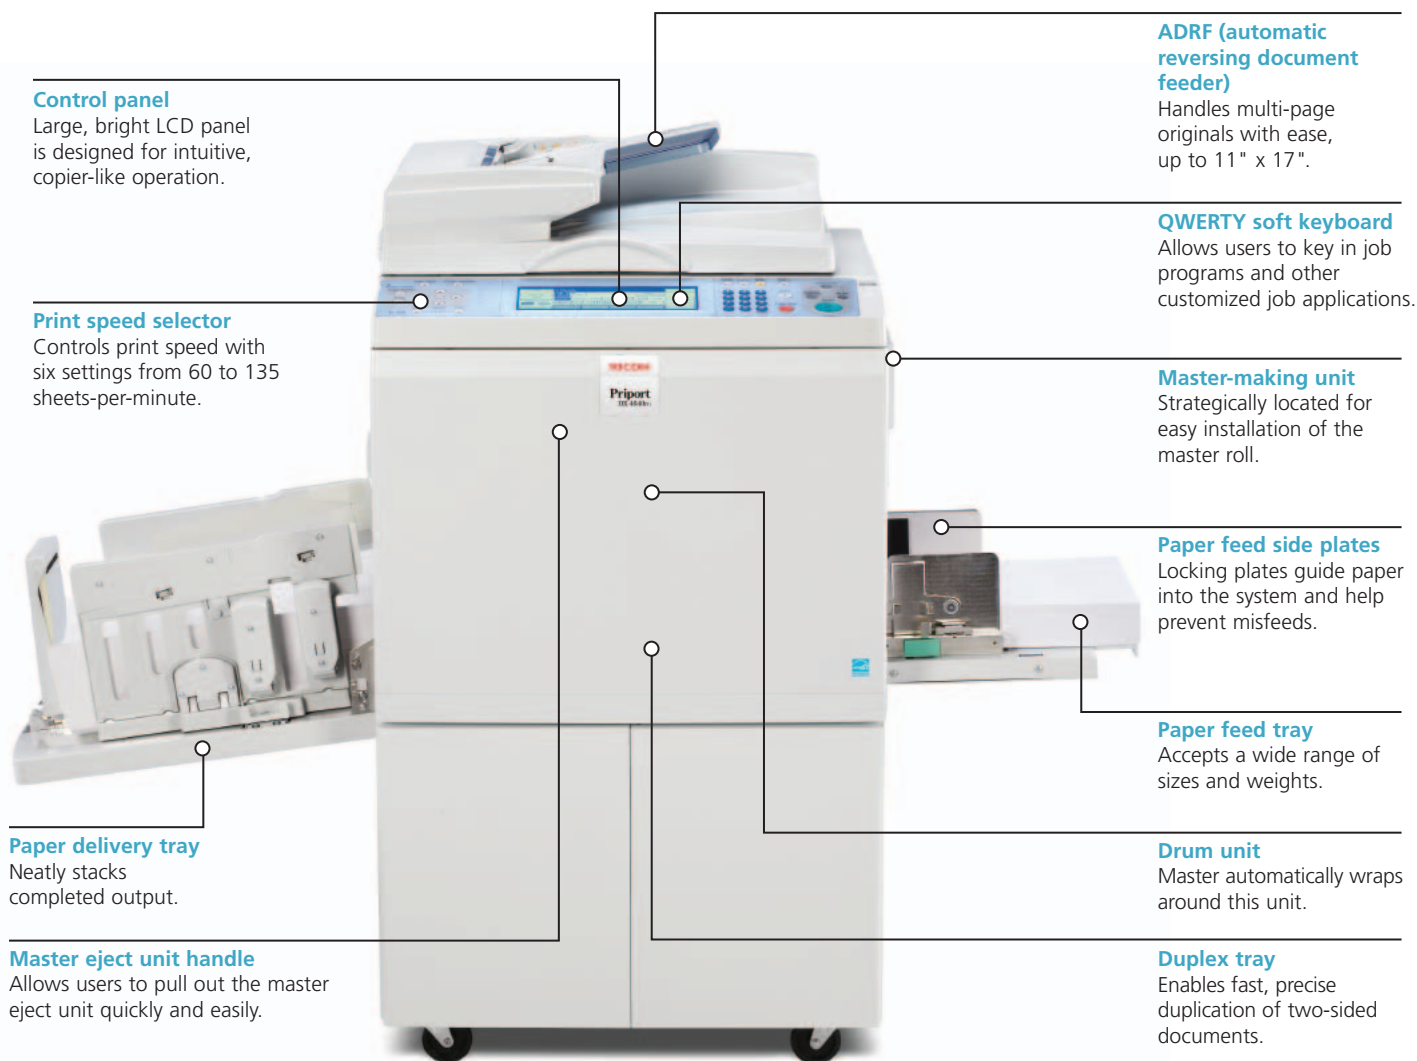 ADRF (automatic
reversing document
feeder)
Handles multi-page
originals with ease,
up to 11" x 17".
Control panel
Large, bright LCD panel
is designed for intuitive,
copier-like operation.
QWERTY soft keyboard
Allows users to key in job
programs and other
customized job applications.
Print speed selector
Controls print speed with
six settings from 60 to 135
sheets-per-minute.
RICOH
Priport
Master-making unit
Strategically located for
easy installation of the
master roll.
Paper feed side plates
Locking plates guide paper
into the system and help
prevent misfeeds.
Paper feed tray
Accepts a wide range of
sizes and weights.
Paper delivery tray
Neatly stacks
completed output.
Drum unit
Master automatically wraps
around this unit.
Master eject unit handle
Allows users to pull out the master
eject unit quickly and easily.
Duplex tray
Enables fast, precise
duplication of two-sided
documents.